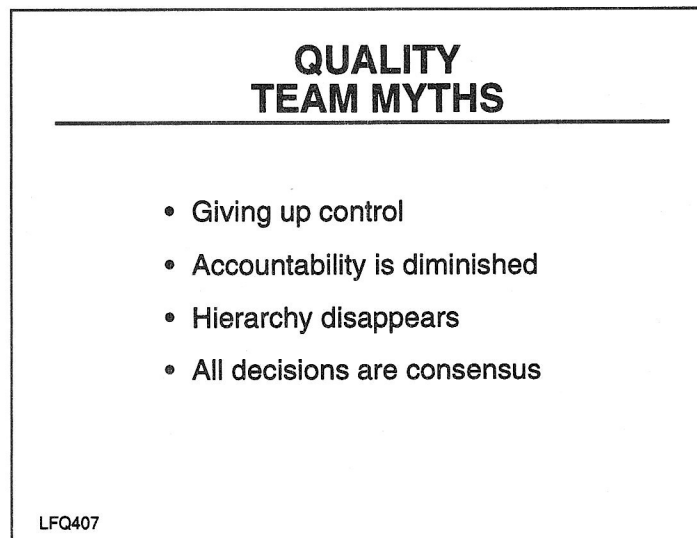 QUALITY
TEAM MYTHS
• Giving up control
• Accountability is diminished
• Hierarchy disappears
• All decisions are consensus
LFQ407